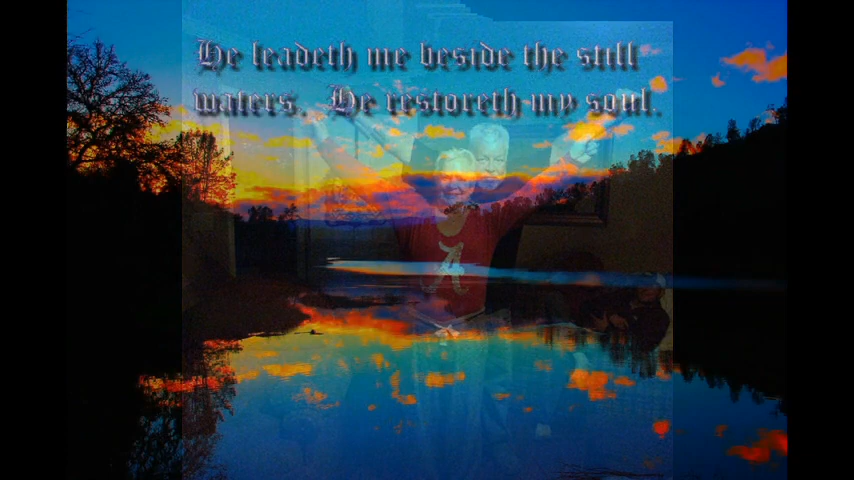 He leadeth me beside the still
waters. He restoreth my soul.
A